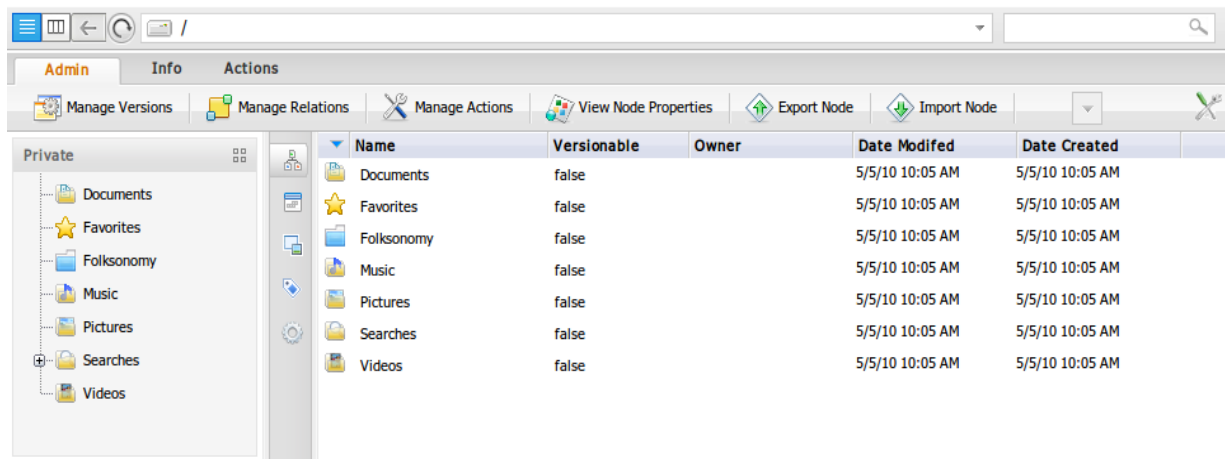 /
Admin Info Actions
Manage Versions Manage Relations Manage Actions View Node Properties Export Node Import Node
Private
Documents
Favorites
Folksonomy
Music
Pictures
Searches
Videos
Name Versionable Owner Date Modifed Date Created
Documents false 5/5/10 10:05 AM 5/5/10 10:05 AM
Favorites false 5/5/10 10:05 AM 5/5/10 10:05 AM
Folksonomy false 5/5/10 10:05 AM 5/5/10 10:05 AM
Music false 5/5/10 10:05 AM 5/5/10 10:05 AM
Pictures false 5/5/10 10:05 AM 5/5/10 10:05 AM
Searches false 5/5/10 10:05 AM 5/5/10 10:05 AM
Videos false 5/5/10 10:05 AM 5/5/10 10:05 AM